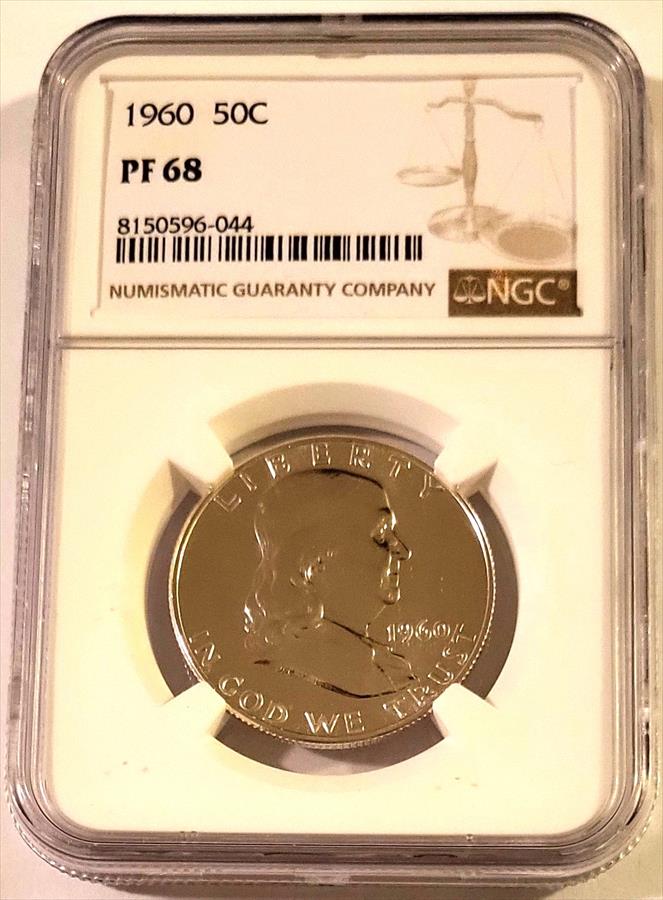 1960 50C
PF 68
8150596-044
NUMISMATIC GUARANTY COMPANY
NGC®
LIBERTY
1960
IN GOD WE TRUST